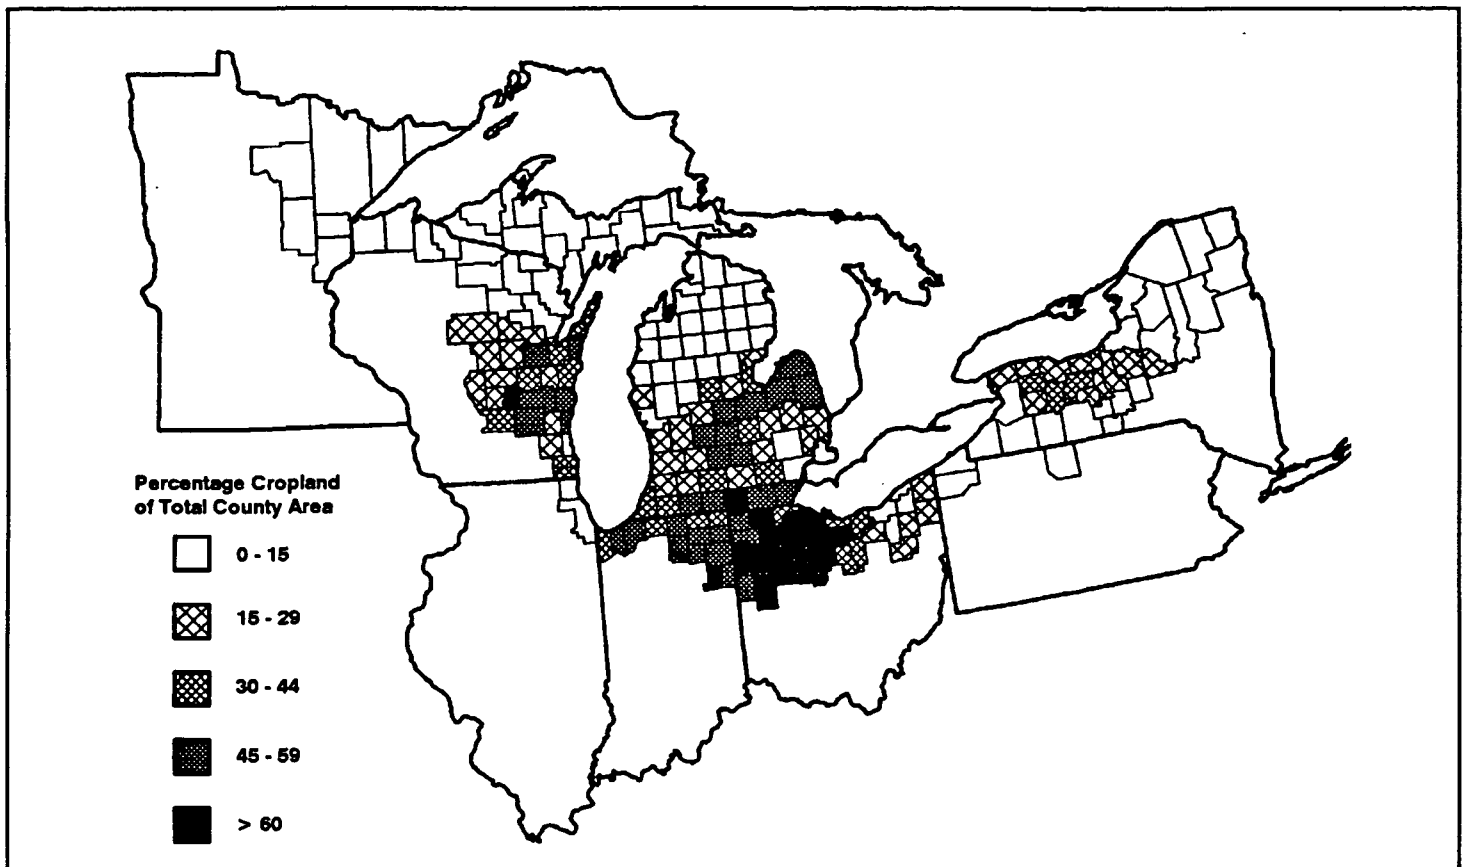 Percentage Cropland
of Total County Area
0 - 15
15 - 29
30 - 44
45 - 59
> 60